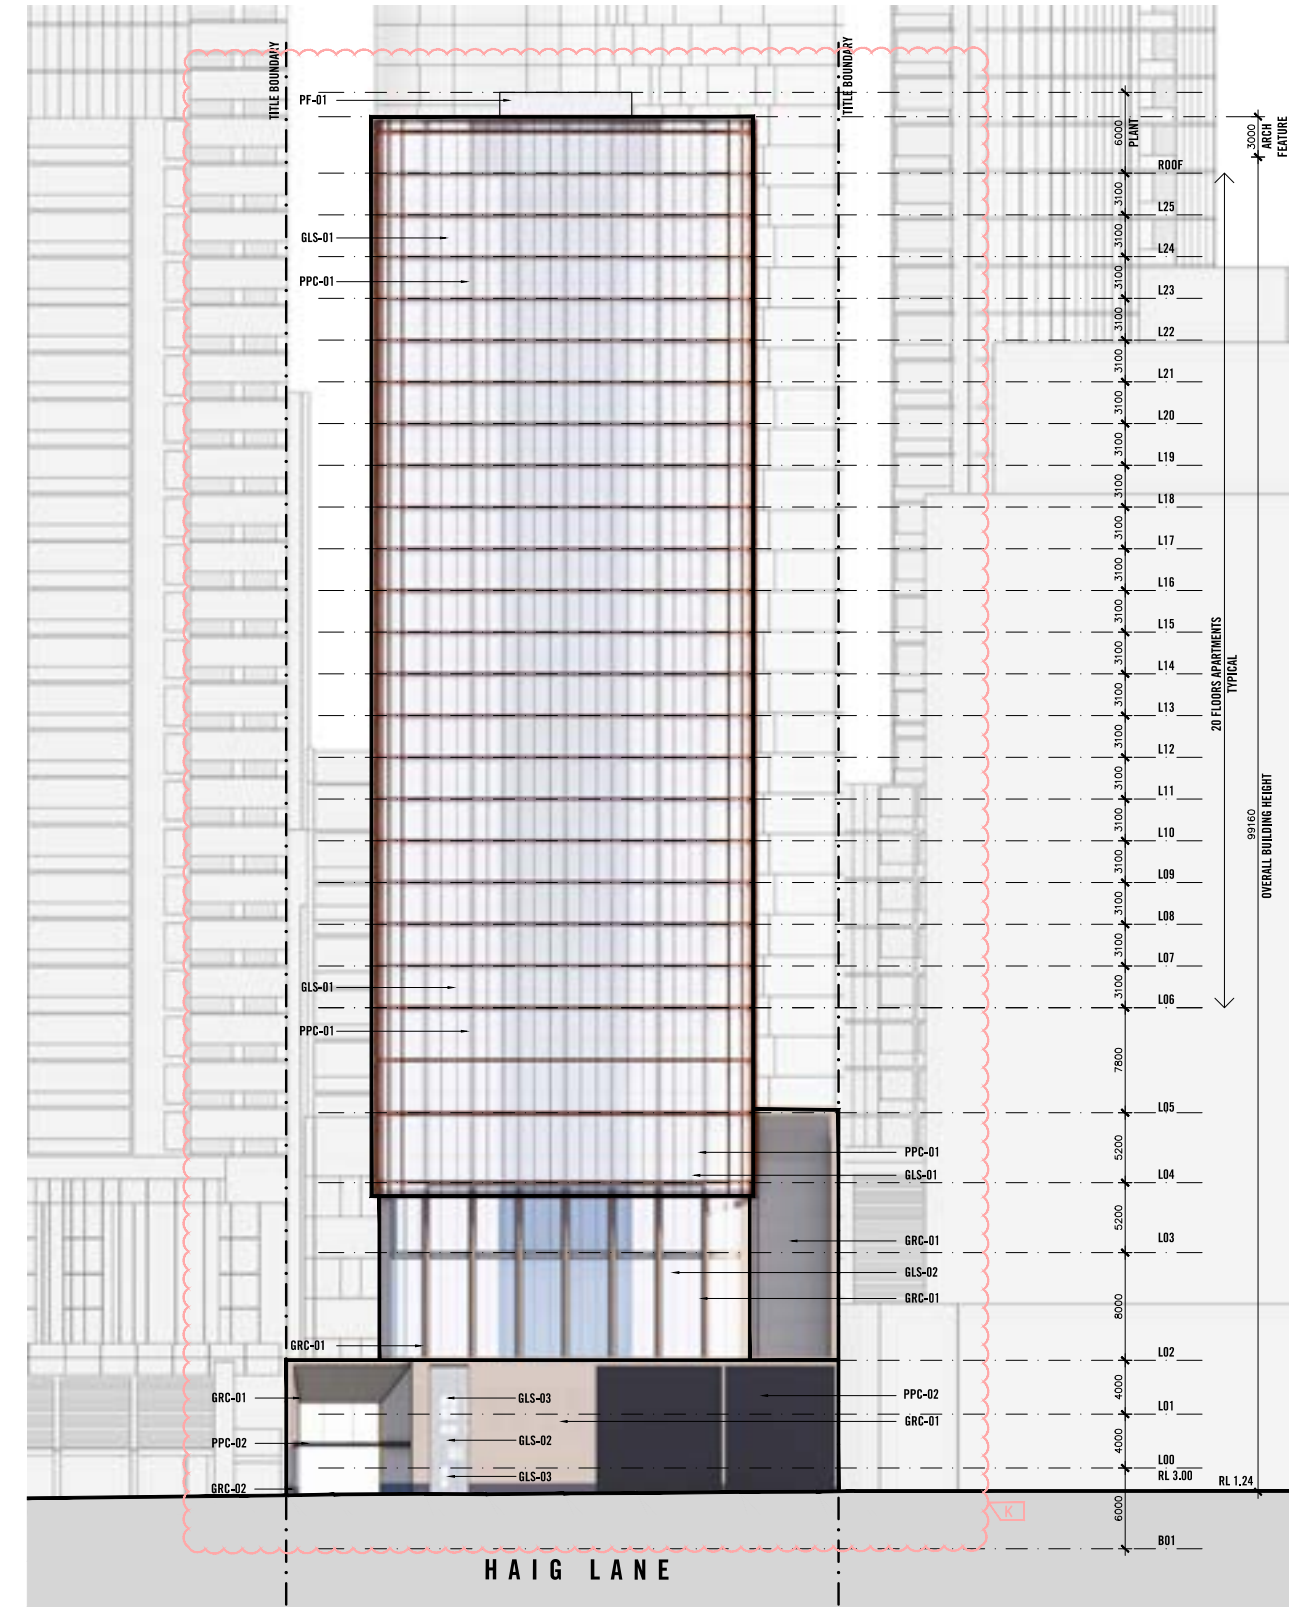 TITLE BOUNDARY
TITLE BOUNDARY
PF-01
6000
PLANT
3000
ARCH
FEATURE
ROOF
3100
L25
GLS-01
3100
L24
PPC-01
3100
L23
3100
L22
3100
L21
3100
L20
3100
L19
3100
L18
3100
L17
3100
L16
3100
L15
3100
L14
3100
L13
3100
L12
3100
L11
3100
L10
3100
L09
3100
L08
3100
L07
3100
L06
20 FLOORS APARTMENTS
TYPICAL
99160
OVERALL BUILDING HEIGHT
GLS-01
3100
PPC-01
7800
L05
5200
PPC-01
GLS-01
L04
5200
GRC-01
L03
GLS-02
GRC-01
8000
GRC-01
L02
GRC-01
GLS-03
PPC-02
4000
GRC-01
L01
PPC-02
GLS-02
4000
GLS-03
L00
RL 3.00
RL 1.24
GRC-02
6000
K
B01
HAIG LANE